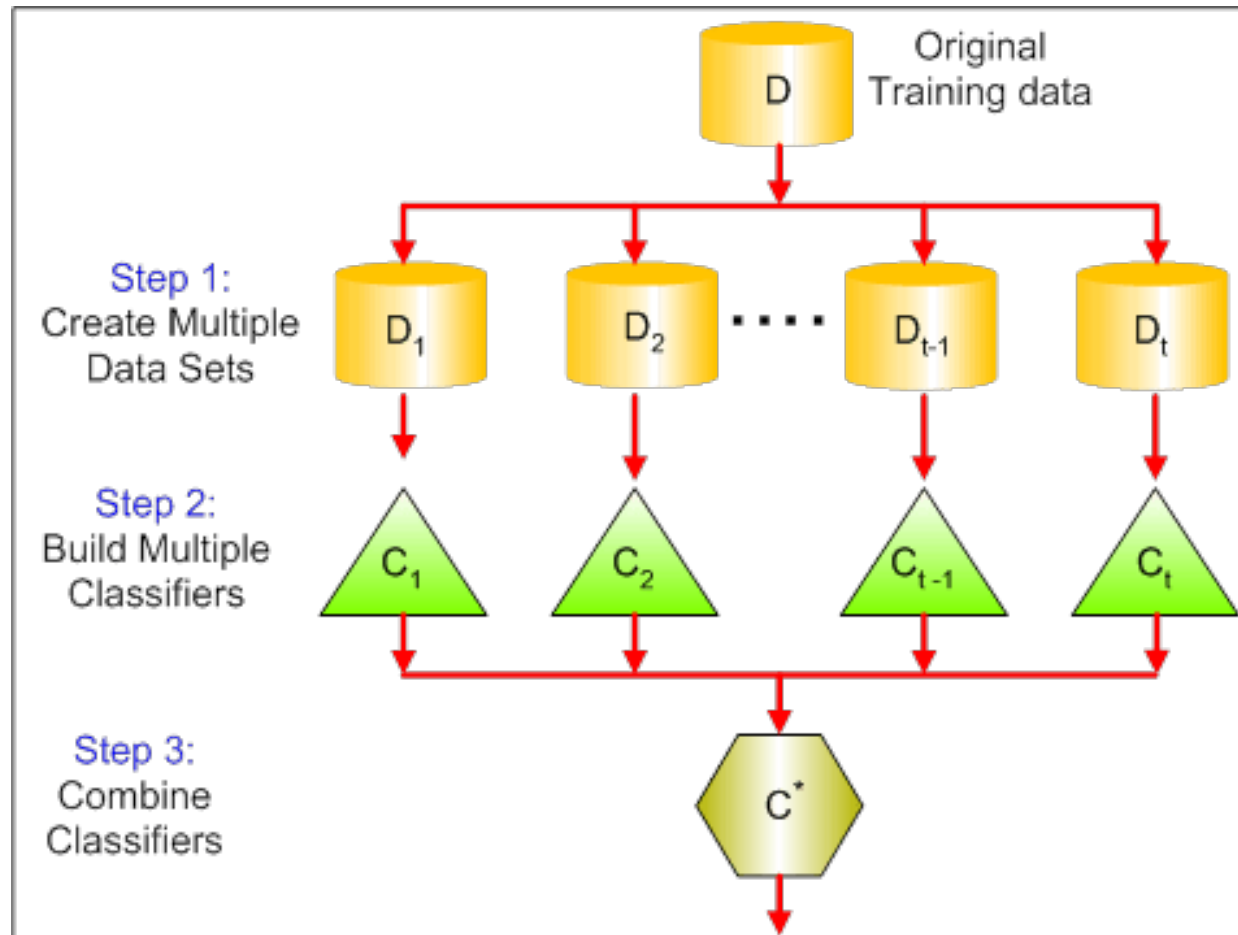 Original
Training data
D
Step 1:
Create Multiple
Data Sets
D₁
D₂
....
Dₜ₋₁
Dₜ
Step 2:
Build Multiple
Classifiers
C₁
C₂
Cₜ ₋₁
Cₜ
Step 3:
Combine
Classifiers
C*